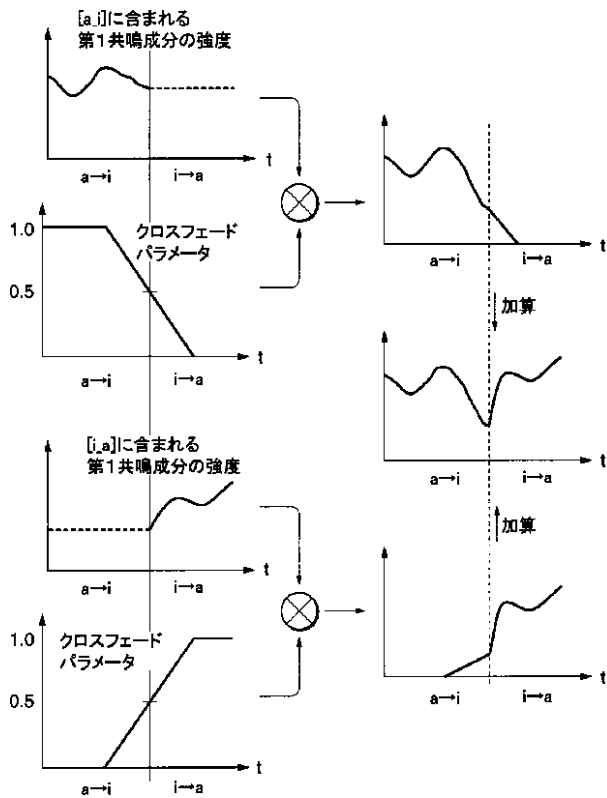 [a_i]に含まれる
第1共鳴成分の強度
t
a→i
i→a
1.0
クロスフェード
パラメータ
0.5
t
a→i
i→a
[i_a]に含まれる
第1共鳴成分の強度
t
a→i
i→a
1.0
クロスフェード
パラメータ
0.5
t
a→i
i→a
t
a→i
i→a
加算
t
a→i
i→a
加算
t
a→i
i→a